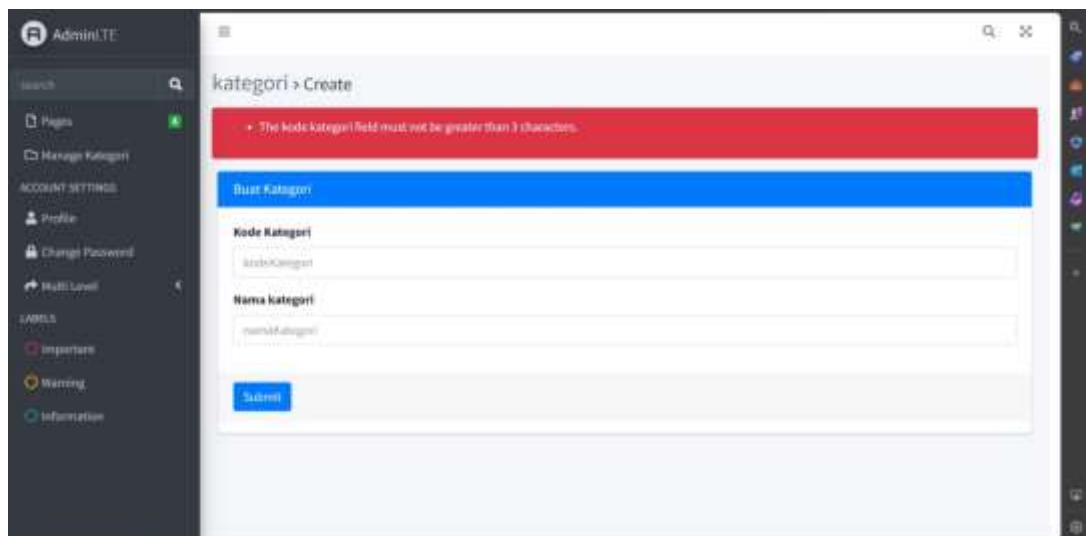 AdminLTE
search
Pages
4
Manage Kategori
ACCOUNT SETTINGS
Profile
Change Password
Multi Level
LABELS
Important
Warning
Information
kategori > Create
The kode kategori field must not be greater than 3 characters.
Buat Kategori
Kode Kategori
kodeKategori
Nama kategori
namaKategori
Submit